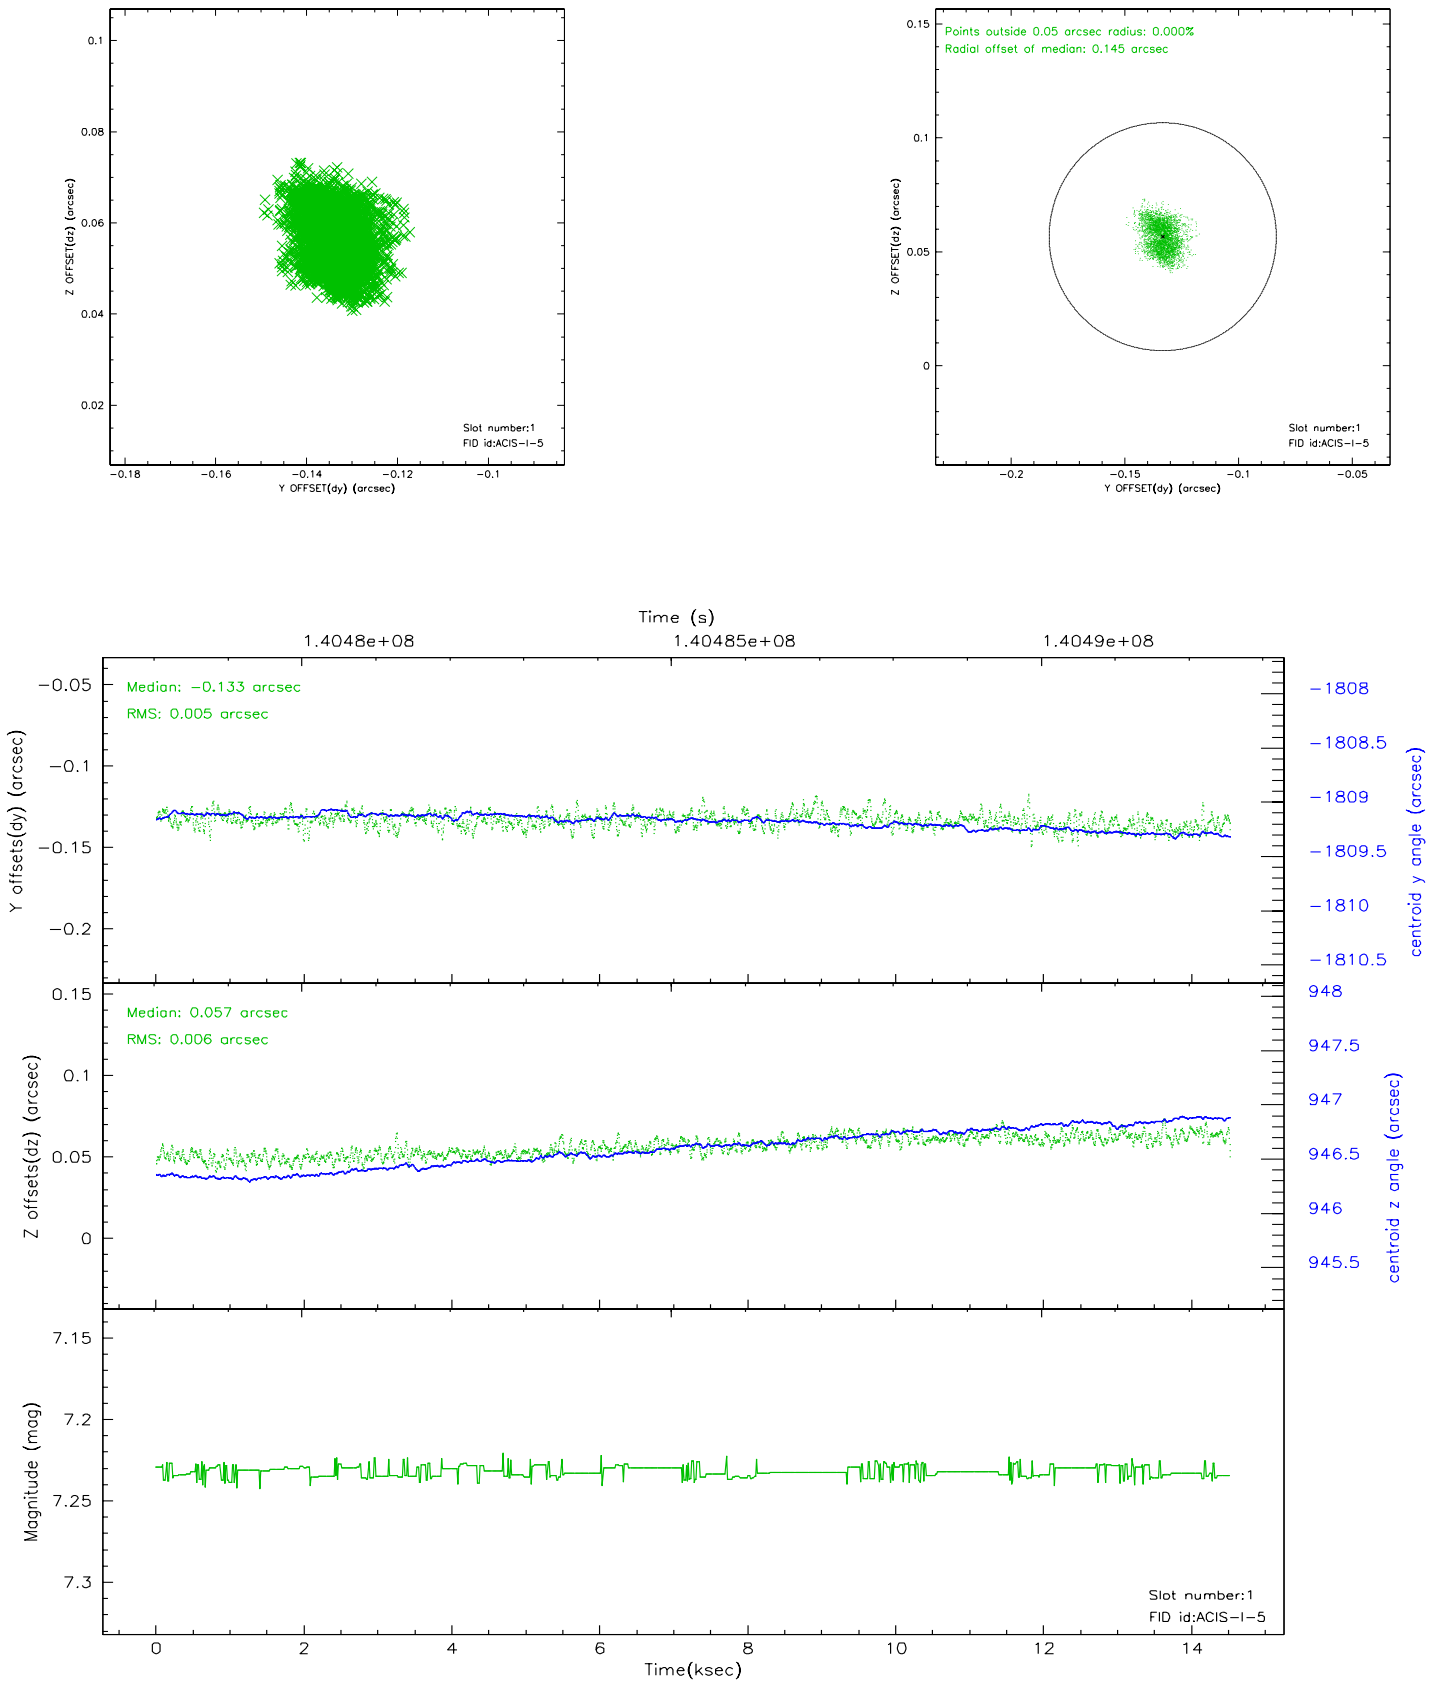 0.1
0.08
0.06
0.04
0.02
Z OFFSET(dz) (arcsec)
-0.18
-0.16
-0.14
-0.12
-0.1
Y OFFSET(dy) (arcsec)
Slot number:1
FID id:ACIS-I-5
Points outside 0.05 arcsec radius: 0.000%
Radial offset of median: 0.145 arcsec
0.15
0.1
0.05
0
Z OFFSET(dz) (arcsec)
-0.2
-0.15
-0.1
-0.05
Y OFFSET(dy) (arcsec)
Slot number:1
FID id:ACIS-I-5
Time (s)
1.4048e+08
1.40485e+08
1.4049e+08
Median: -0.133 arcsec
RMS: 0.005 arcsec
-0.05
-0.1
-0.15
-0.2
Y offsets(dy) (arcsec)
-1808
-1808.5
-1809
-1809.5
-1810
-1810.5
centroid y angle (arcsec)
Median: 0.057 arcsec
RMS: 0.006 arcsec
0.15
0.1
0.05
0
Z offsets(dz) (arcsec)
948
947.5
947
946.5
946
945.5
centroid z angle (arcsec)
7.15
7.2
7.25
7.3
Magnitude (mag)
Slot number:1
FID id:ACIS-I-5
0
2
4
6
8
10
12
14
Time(ksec)